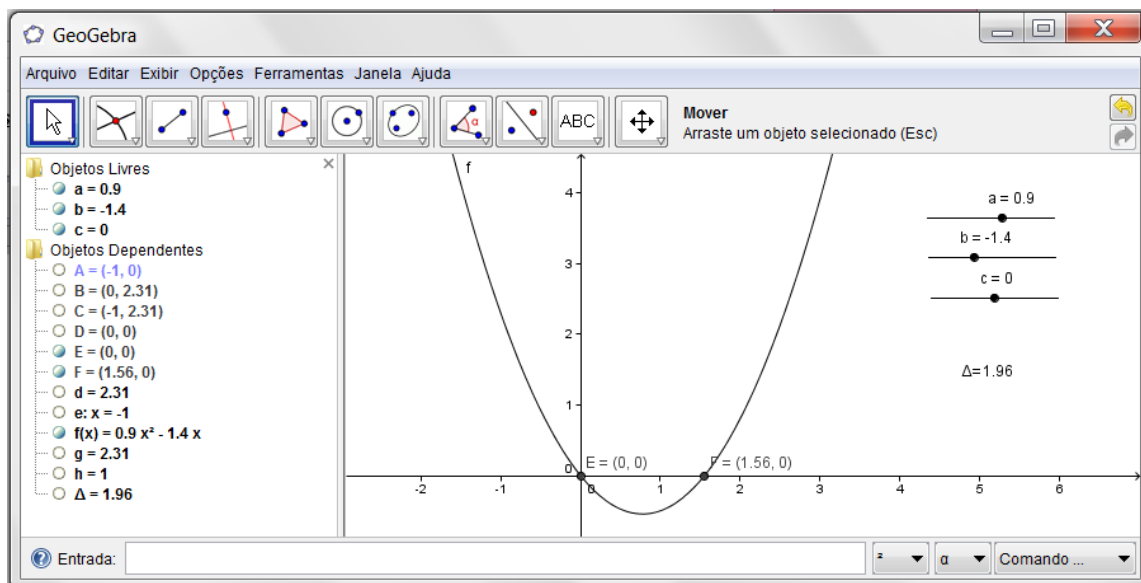 GeoGebra
Arquivo Editar Exibir Opções Ferramentas Janela Ajuda
ABC
α
Mover
Arraste um objeto selecionado (Esc)
Objetos Livres
a = 0.9
b = -1.4
c = 0
Objetos Dependentes
A = (-1, 0)
B = (0, 2.31)
C = (-1, 2.31)
D = (0, 0)
E = (0, 0)
F = (1.56, 0)
d = 2.31
e: x = -1
f(x) = 0.9 x² - 1.4 x
g = 2.31
h = 1
Δ = 1.96
f
4
3
2
1
0
-2 -1 0 1 2 3 4 5 6
E = (0, 0)
F = (1.56, 0)
a = 0.9
b = -1.4
c = 0
Δ=1.96
Entrada:
²
α
Comando ...